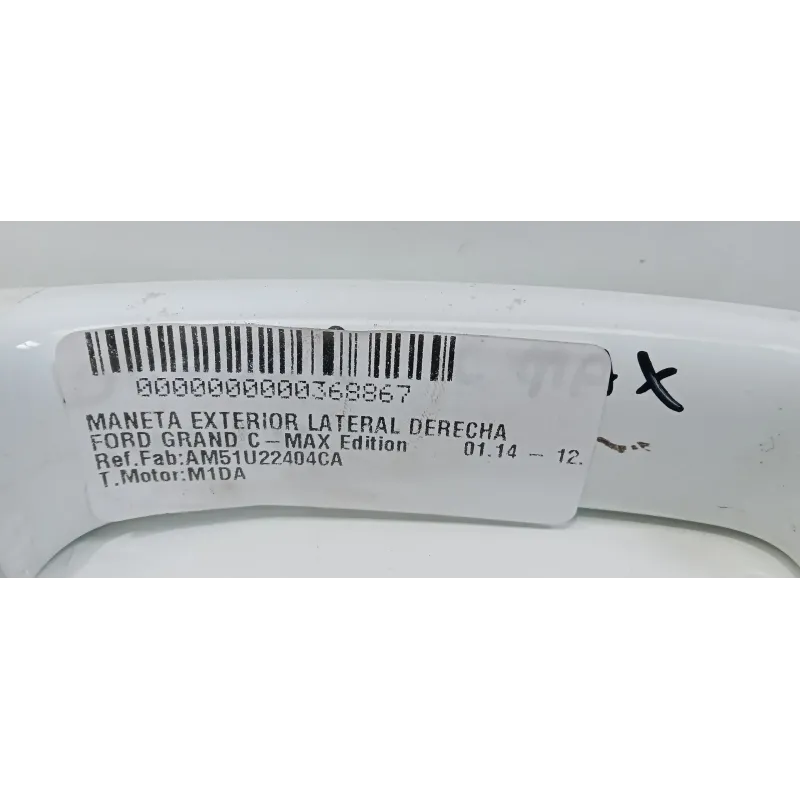 0000000000368867
MANETA EXTERIOR LATERAL DERECHA
FORD GRAND C-MAX Edition 01.14 - 12.
Ref.Fab:AM51U22404CA
T.Motor:M1DA